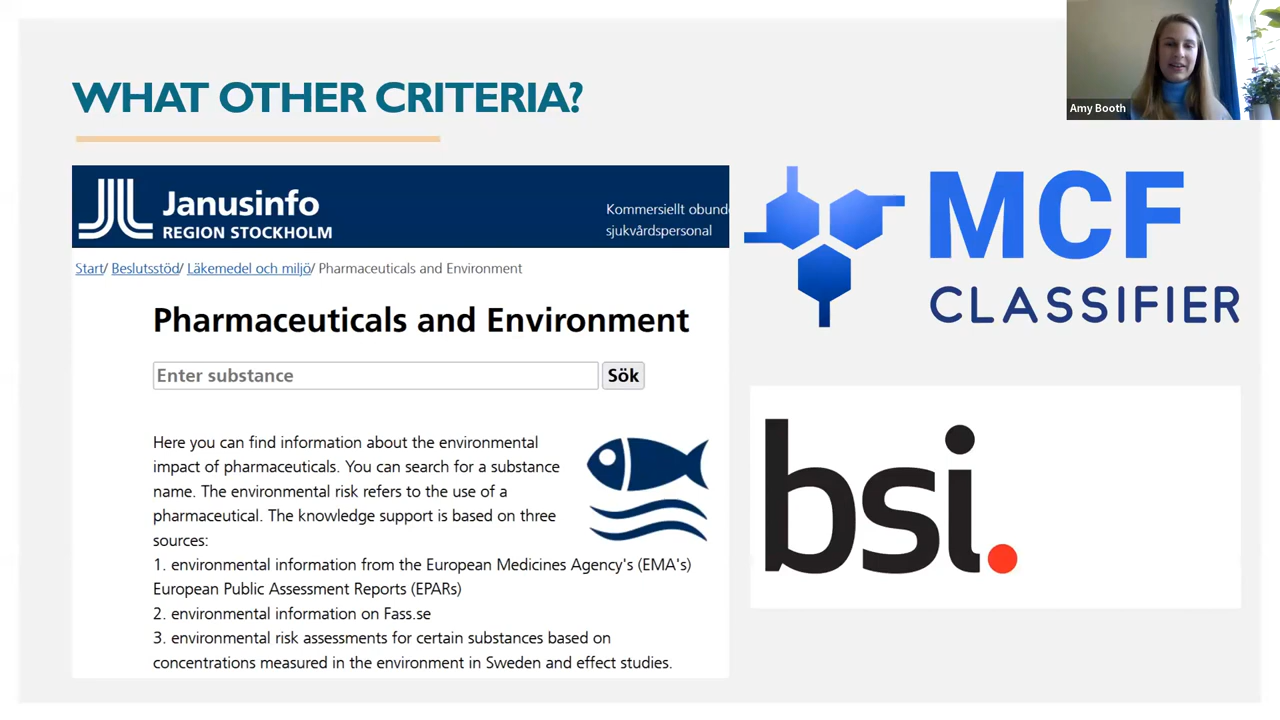 WHAT OTHER CRITERIA?
Amy Booth
Janusinfo
REGION STOCKHOLM
Kommersiellt
sjukvårdspersonal
Start/ Beslutsstöd/ Läkemedel och miljö/ Pharmaceuticals and Environment
Pharmaceuticals and Environment
Enter substance
Sök
Here you can find information about the environmental
impact of pharmaceuticals. You can search for a substance
name. The environmental risk refers to the use of a
pharmaceutical. The knowledge support is based on three
sources:
1. environmental information from the European Medicines Agency's (EMA's)
European Public Assessment Reports (EPARs)
2. environmental information on Fass.se
3. environmental risk assessments for certain substances based on
concentrations measured in the environment in Sweden and effect studies.
MCF
CLASSIFIER
bsi.